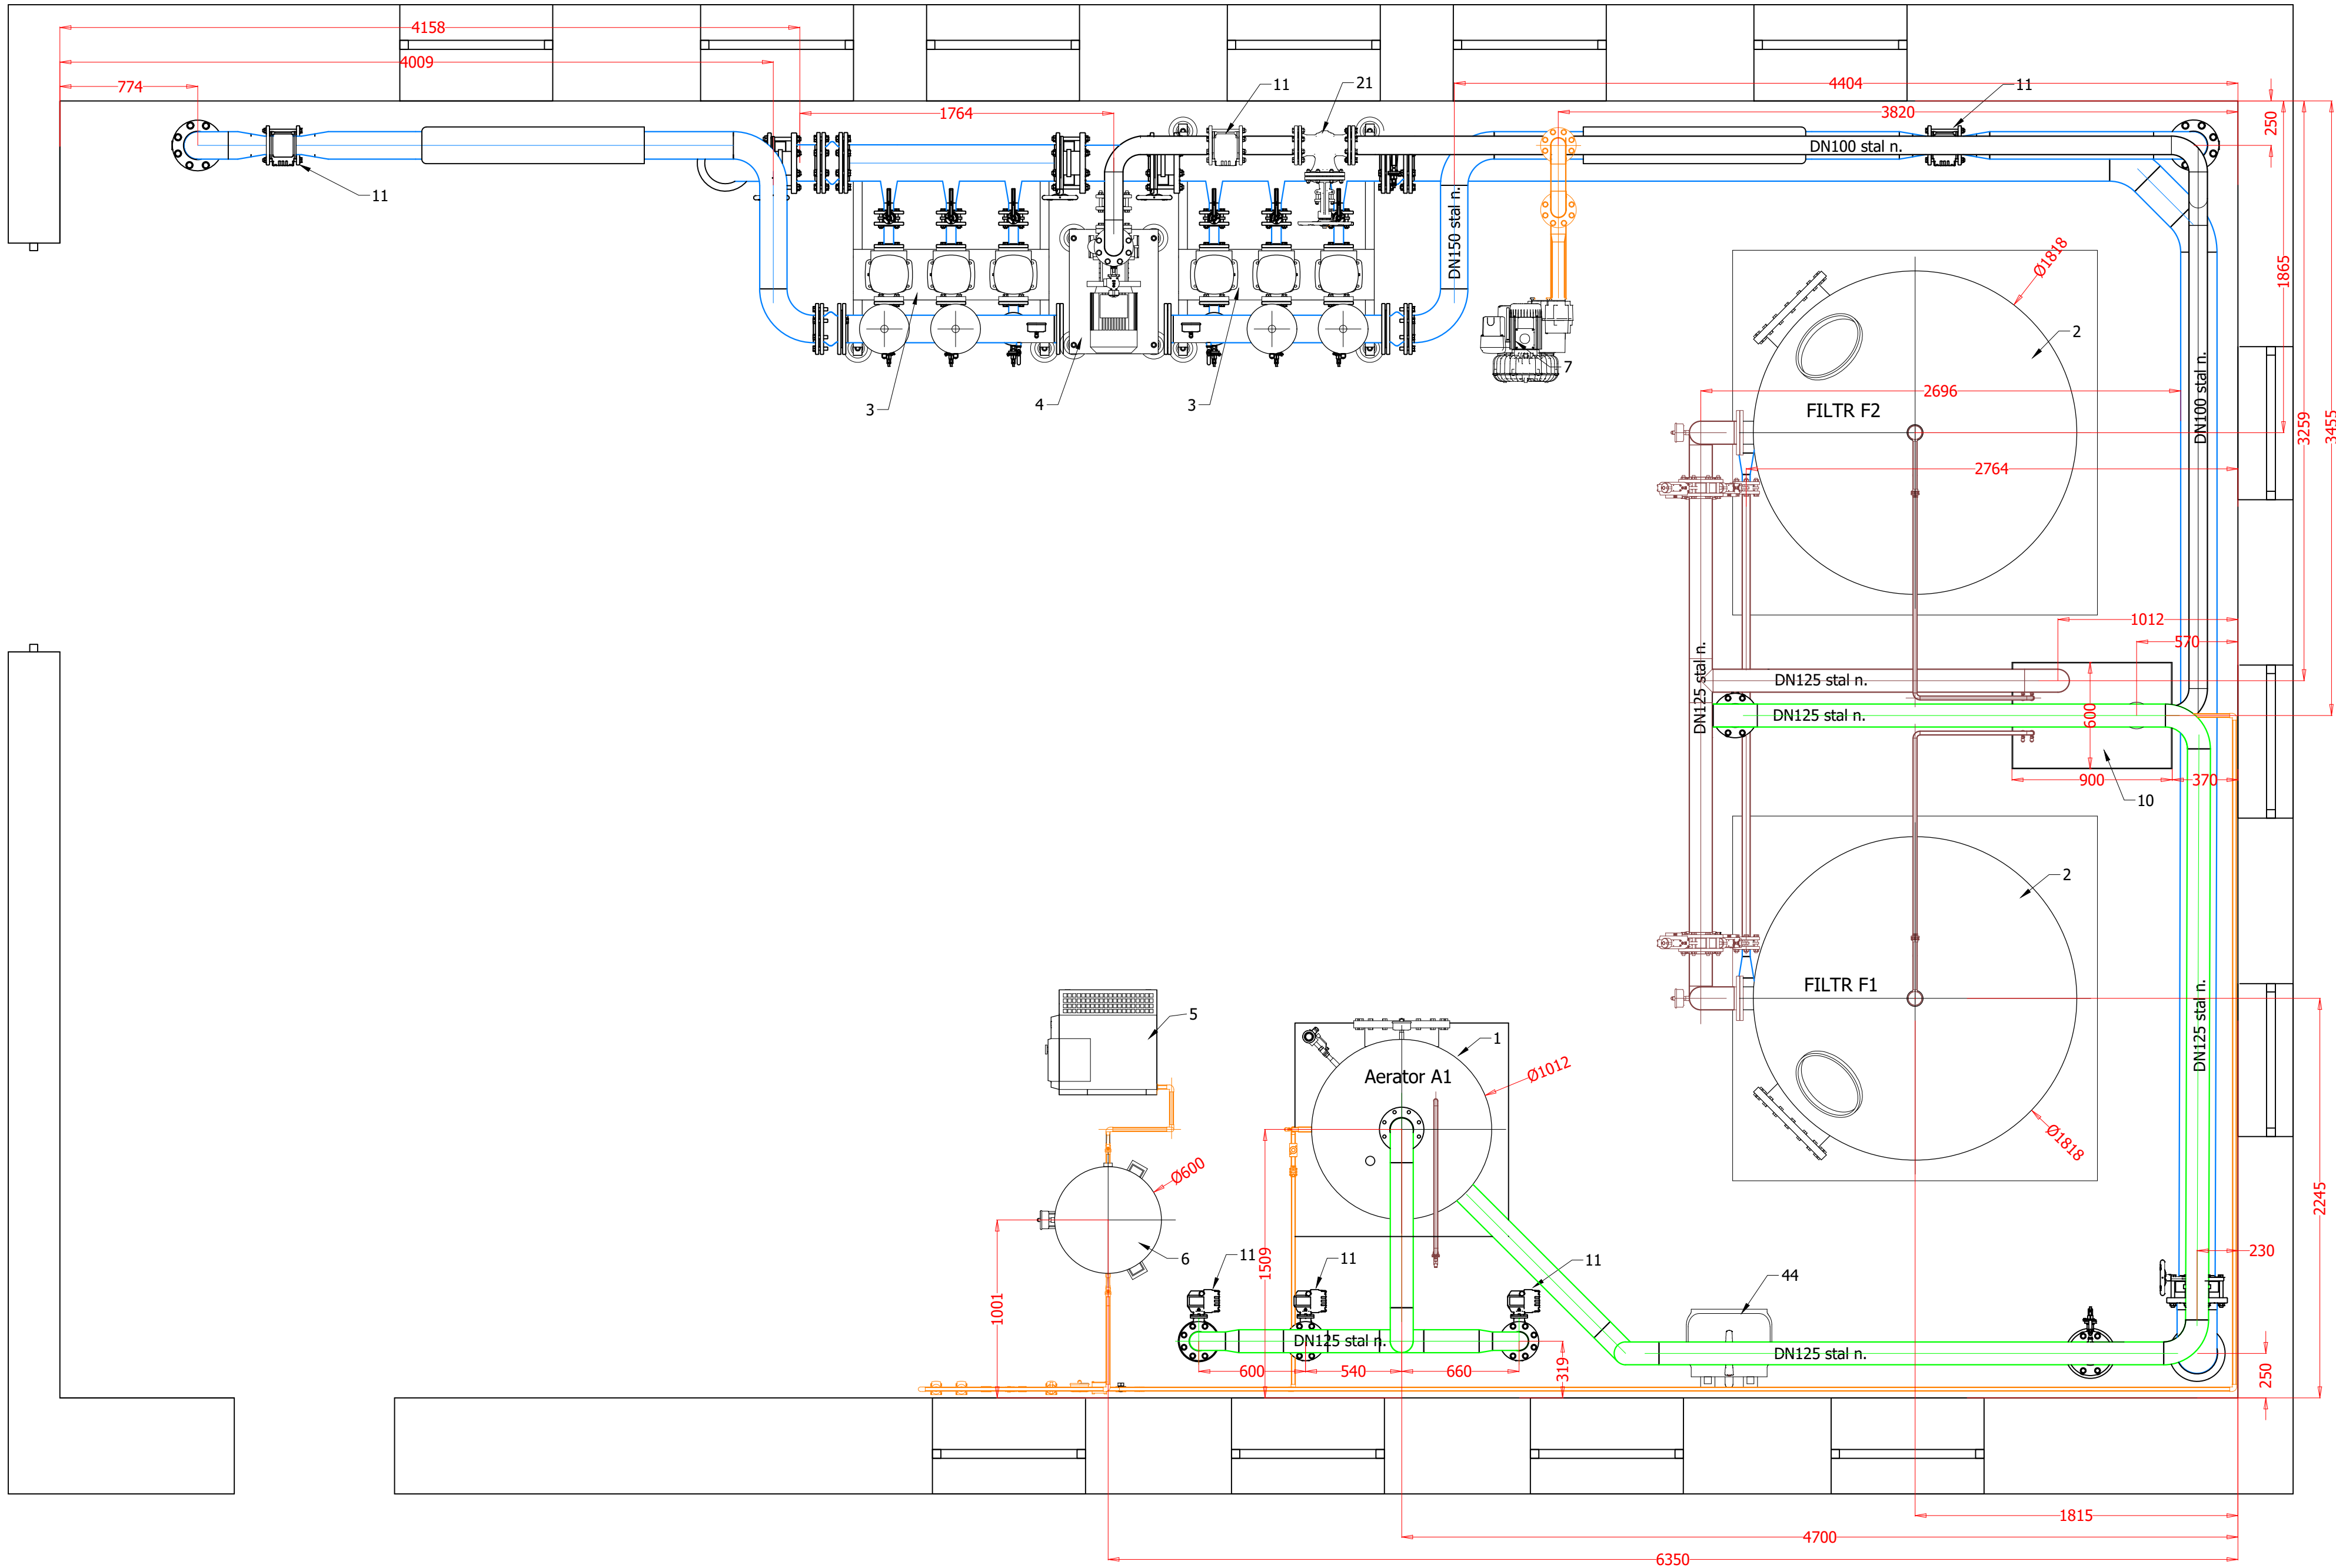 4158
4009
774
1764
11
21
4404
3820
11
250
DN100 stal n.
11
DN150 stal n.
Ø1818
1865
2
3
4
3
7
2696
FILTR F2
DN100 stal n.
3259
3455
2764
1012
570
DN125 stal n.
DN125 stal n.
DN125 stal n.
600
900
370
10
2
FILTR F1
DN125 stal n.
5
1
Aerator A1
Ø1012
Ø1818
Ø600
2245
6
11
1509
11
11
44
230
1001
DN125 stal n.
DN125 stal n.
600
540
660
319
250
1815
4700
6350